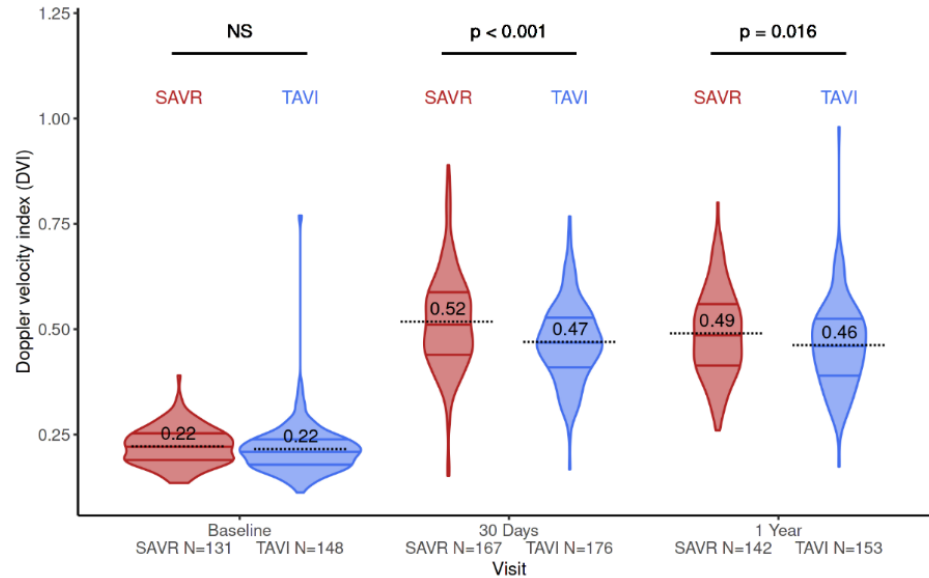 1.25
1.00
0.75
0.50
0.25
Doppler velocity index (DVI)
NS
p < 0.001
p = 0.016
SAVR
TAVI
SAVR
TAVI
SAVR
TAVI
0.22
0.22
0.52
0.47
0.49
0.46
Baseline
30 Days
1 Year
SAVR N=131 TAVI N=148
SAVR N=167 TAVI N=176
SAVR N=142 TAVI N=153
Visit